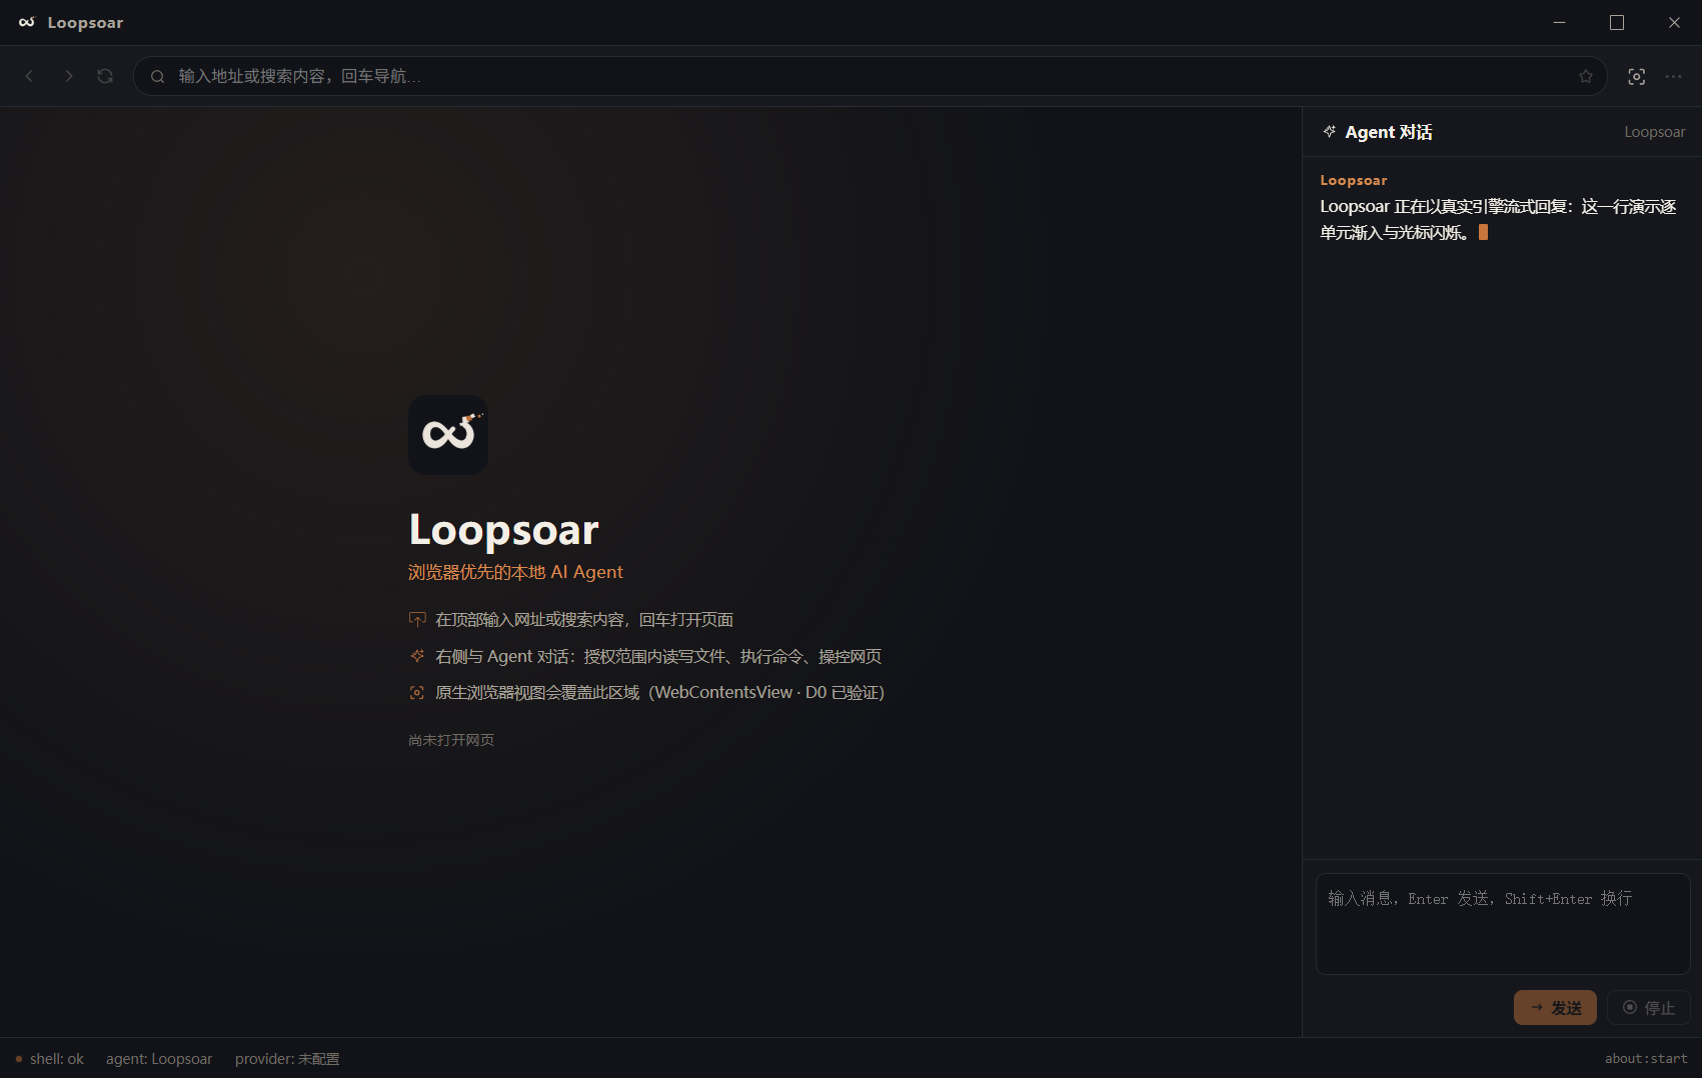 Loopsoar
输入地址或搜索内容，回车导航...
Agent 对话
Loopsoar
Loopsoar
Loopsoar 正在以真实引擎流式回复：这一行演示逐
单元渐入与光标闪烁。
Loopsoar
浏览器优先的本地 AI Agent
在顶部输入网址或搜索内容，回车打开页面
右侧与 Agent 对话：授权范围内读写文件、执行命令、操控网页
原生浏览器视图会覆盖此区域（WebContentsView · D0 已验证）
尚未打开网页
输入消息，Enter 发送，Shift+Enter 换行
发送
停止
shell: ok
agent: Loopsoar
provider: 未配置
about:start